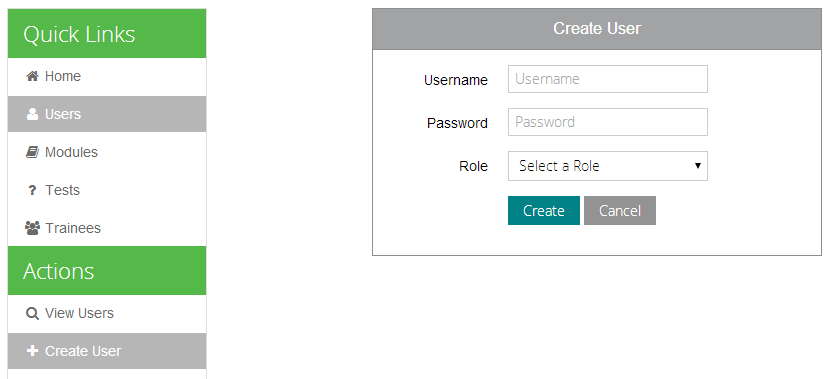 Quick Links
Home
Users
Modules
? Tests
Trainees
Actions
View Users
Create User
Create User
Username Username
Password Password
Role Select a Role
Create Cancel